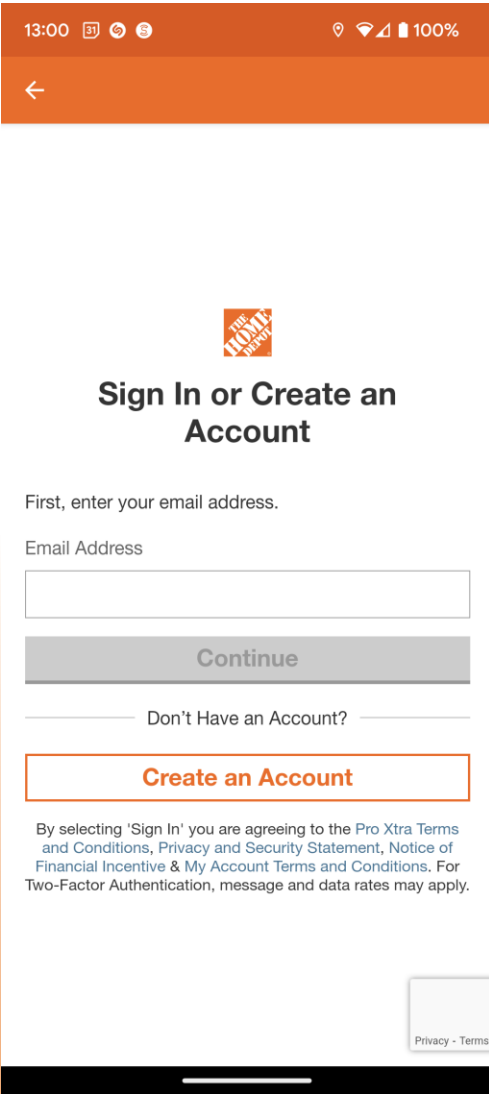 13:00 31 100%
THE
HOME
DEPOT
Sign In or Create an
Account
First, enter your email address.
Email Address
Continue
Don't Have an Account?
Create an Account
By selecting 'Sign In' you are agreeing to the Pro Xtra Terms
and Conditions, Privacy and Security Statement, Notice of
Financial Incentive & My Account Terms and Conditions. For
Two-Factor Authentication, message and data rates may apply.
Privacy - Terms